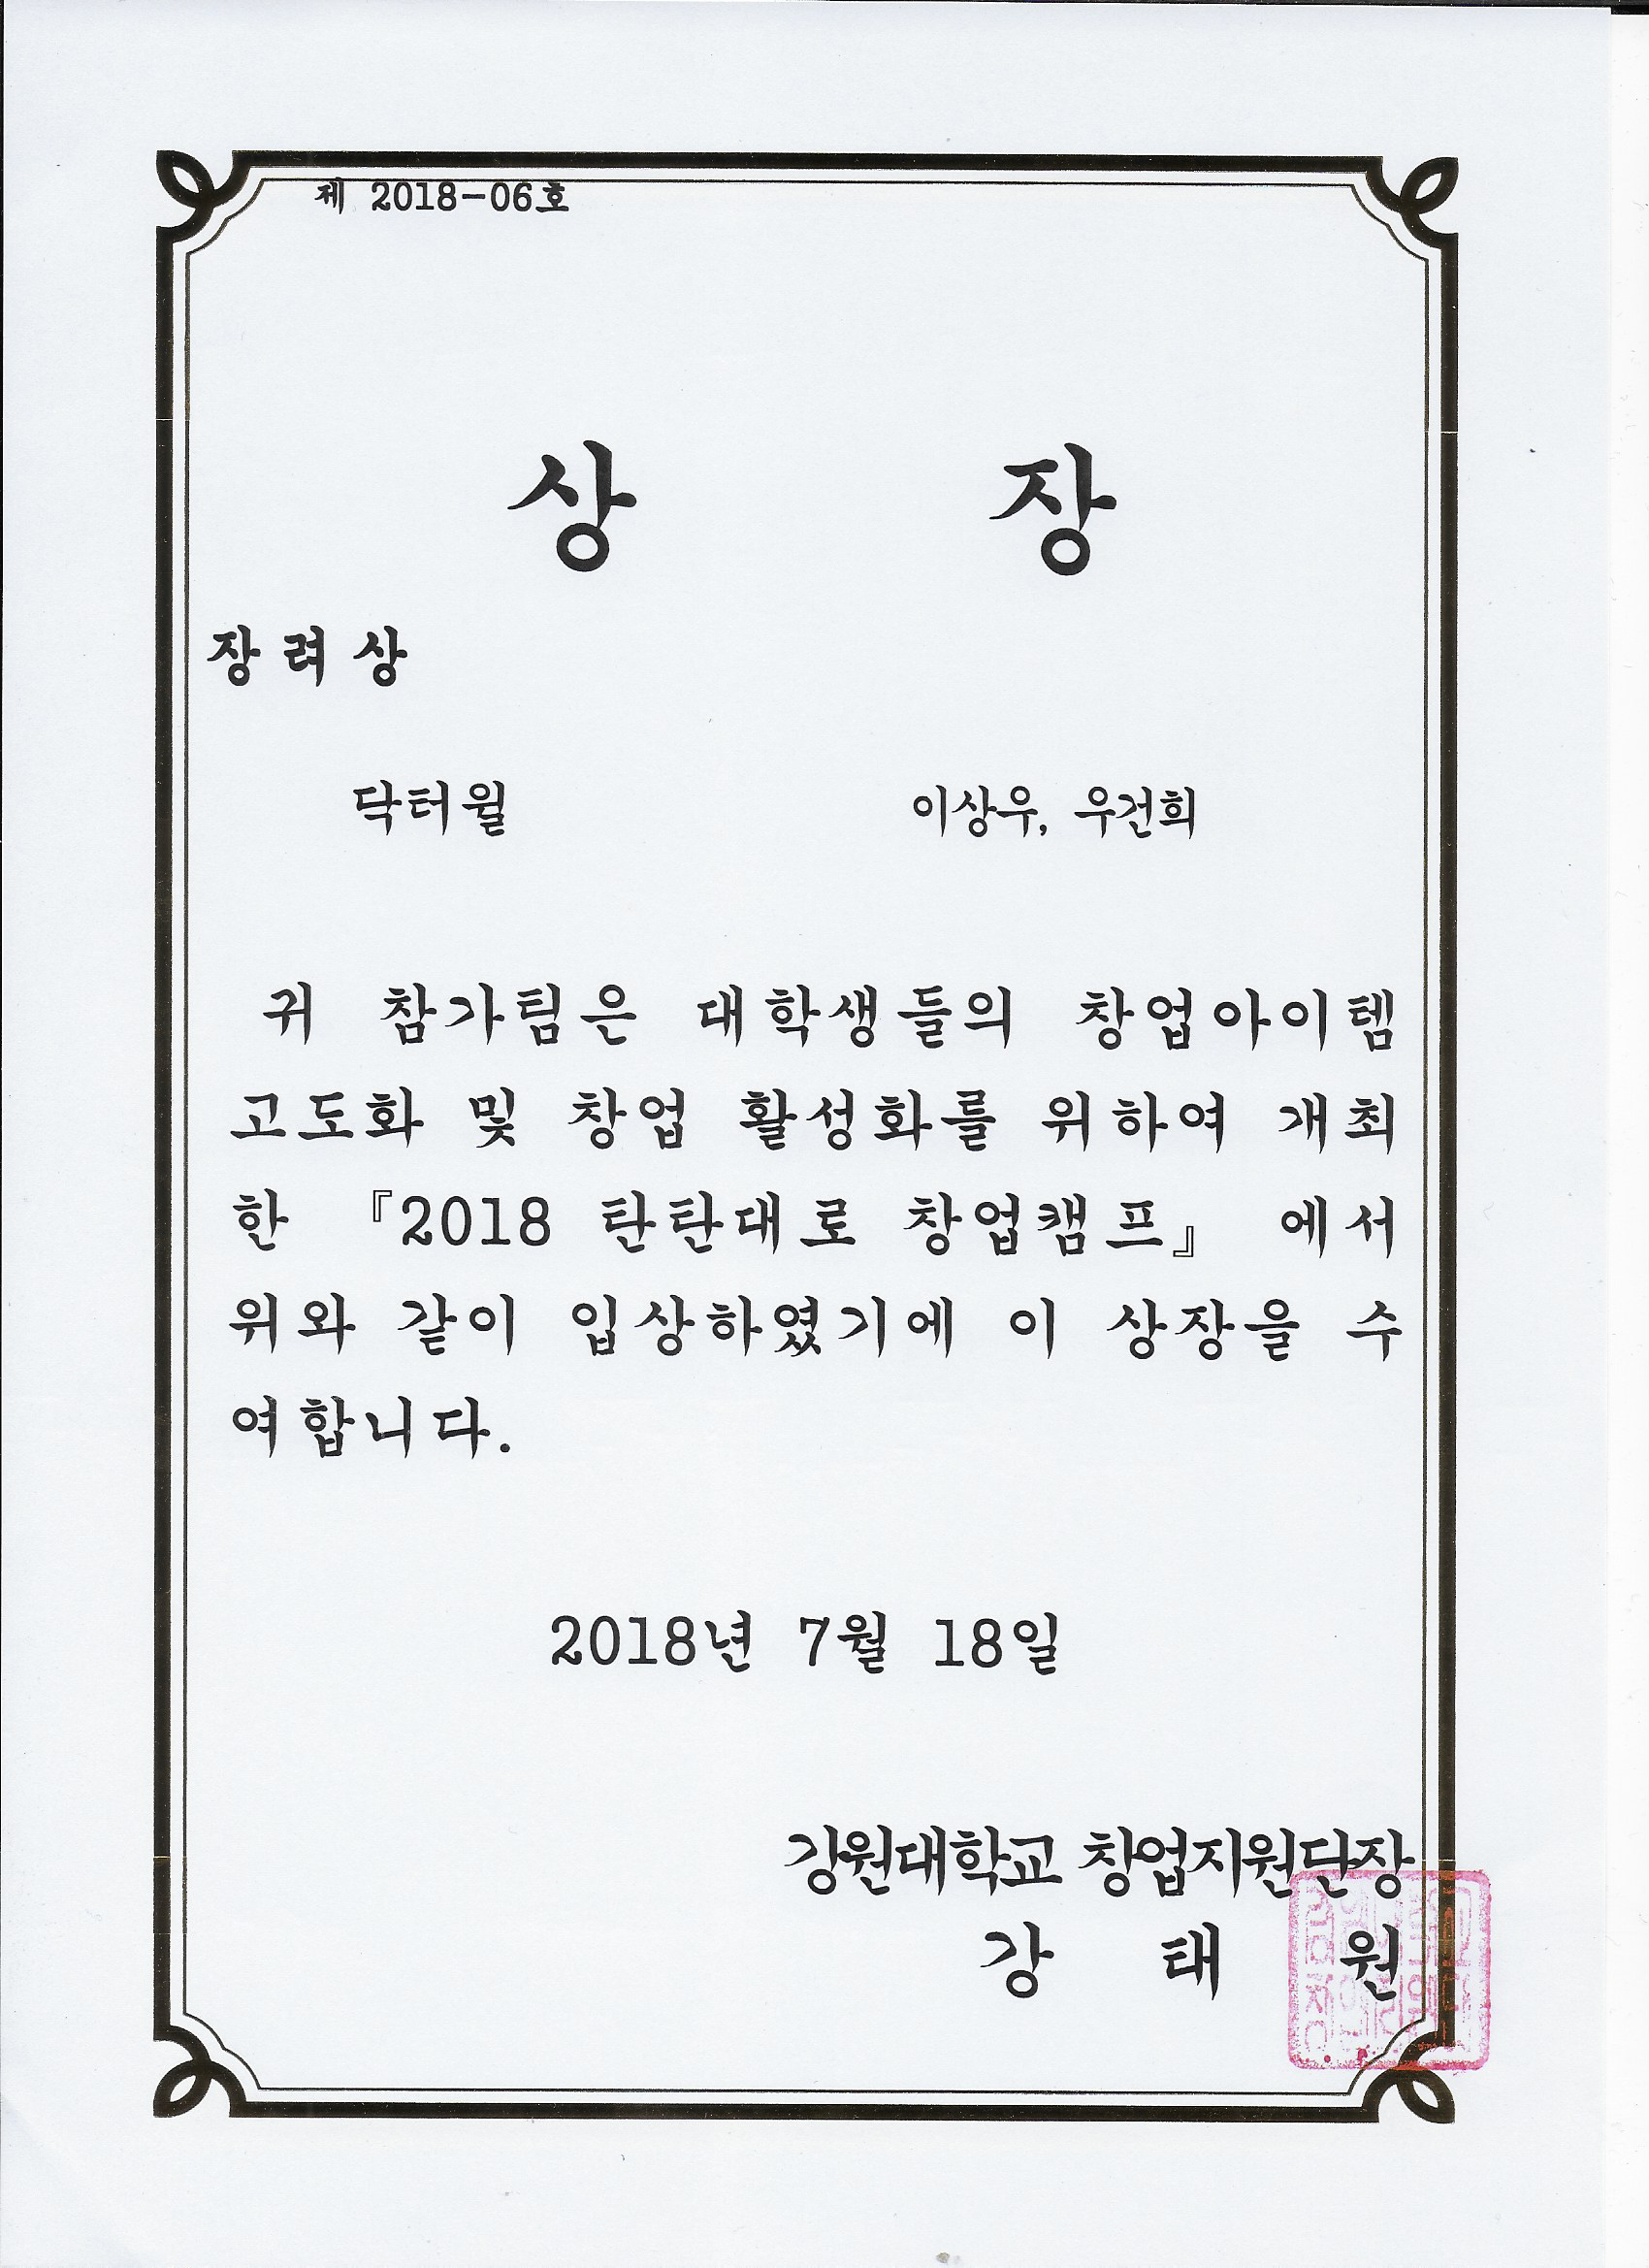 제 2018-06호
상 장
장려상
닥터월 이상우, 우건희
귀 참가팀은 대학생들의 창업아이템
고도화 및 창업 활성화를 위하여 개최
한 『2018 탄탄대로 창업캠프』 에서
위와 같이 입상하였기에 이 상장을 수
여합니다.
2018년 7월 18일
강원대학교 창업지원단장
강 태 원